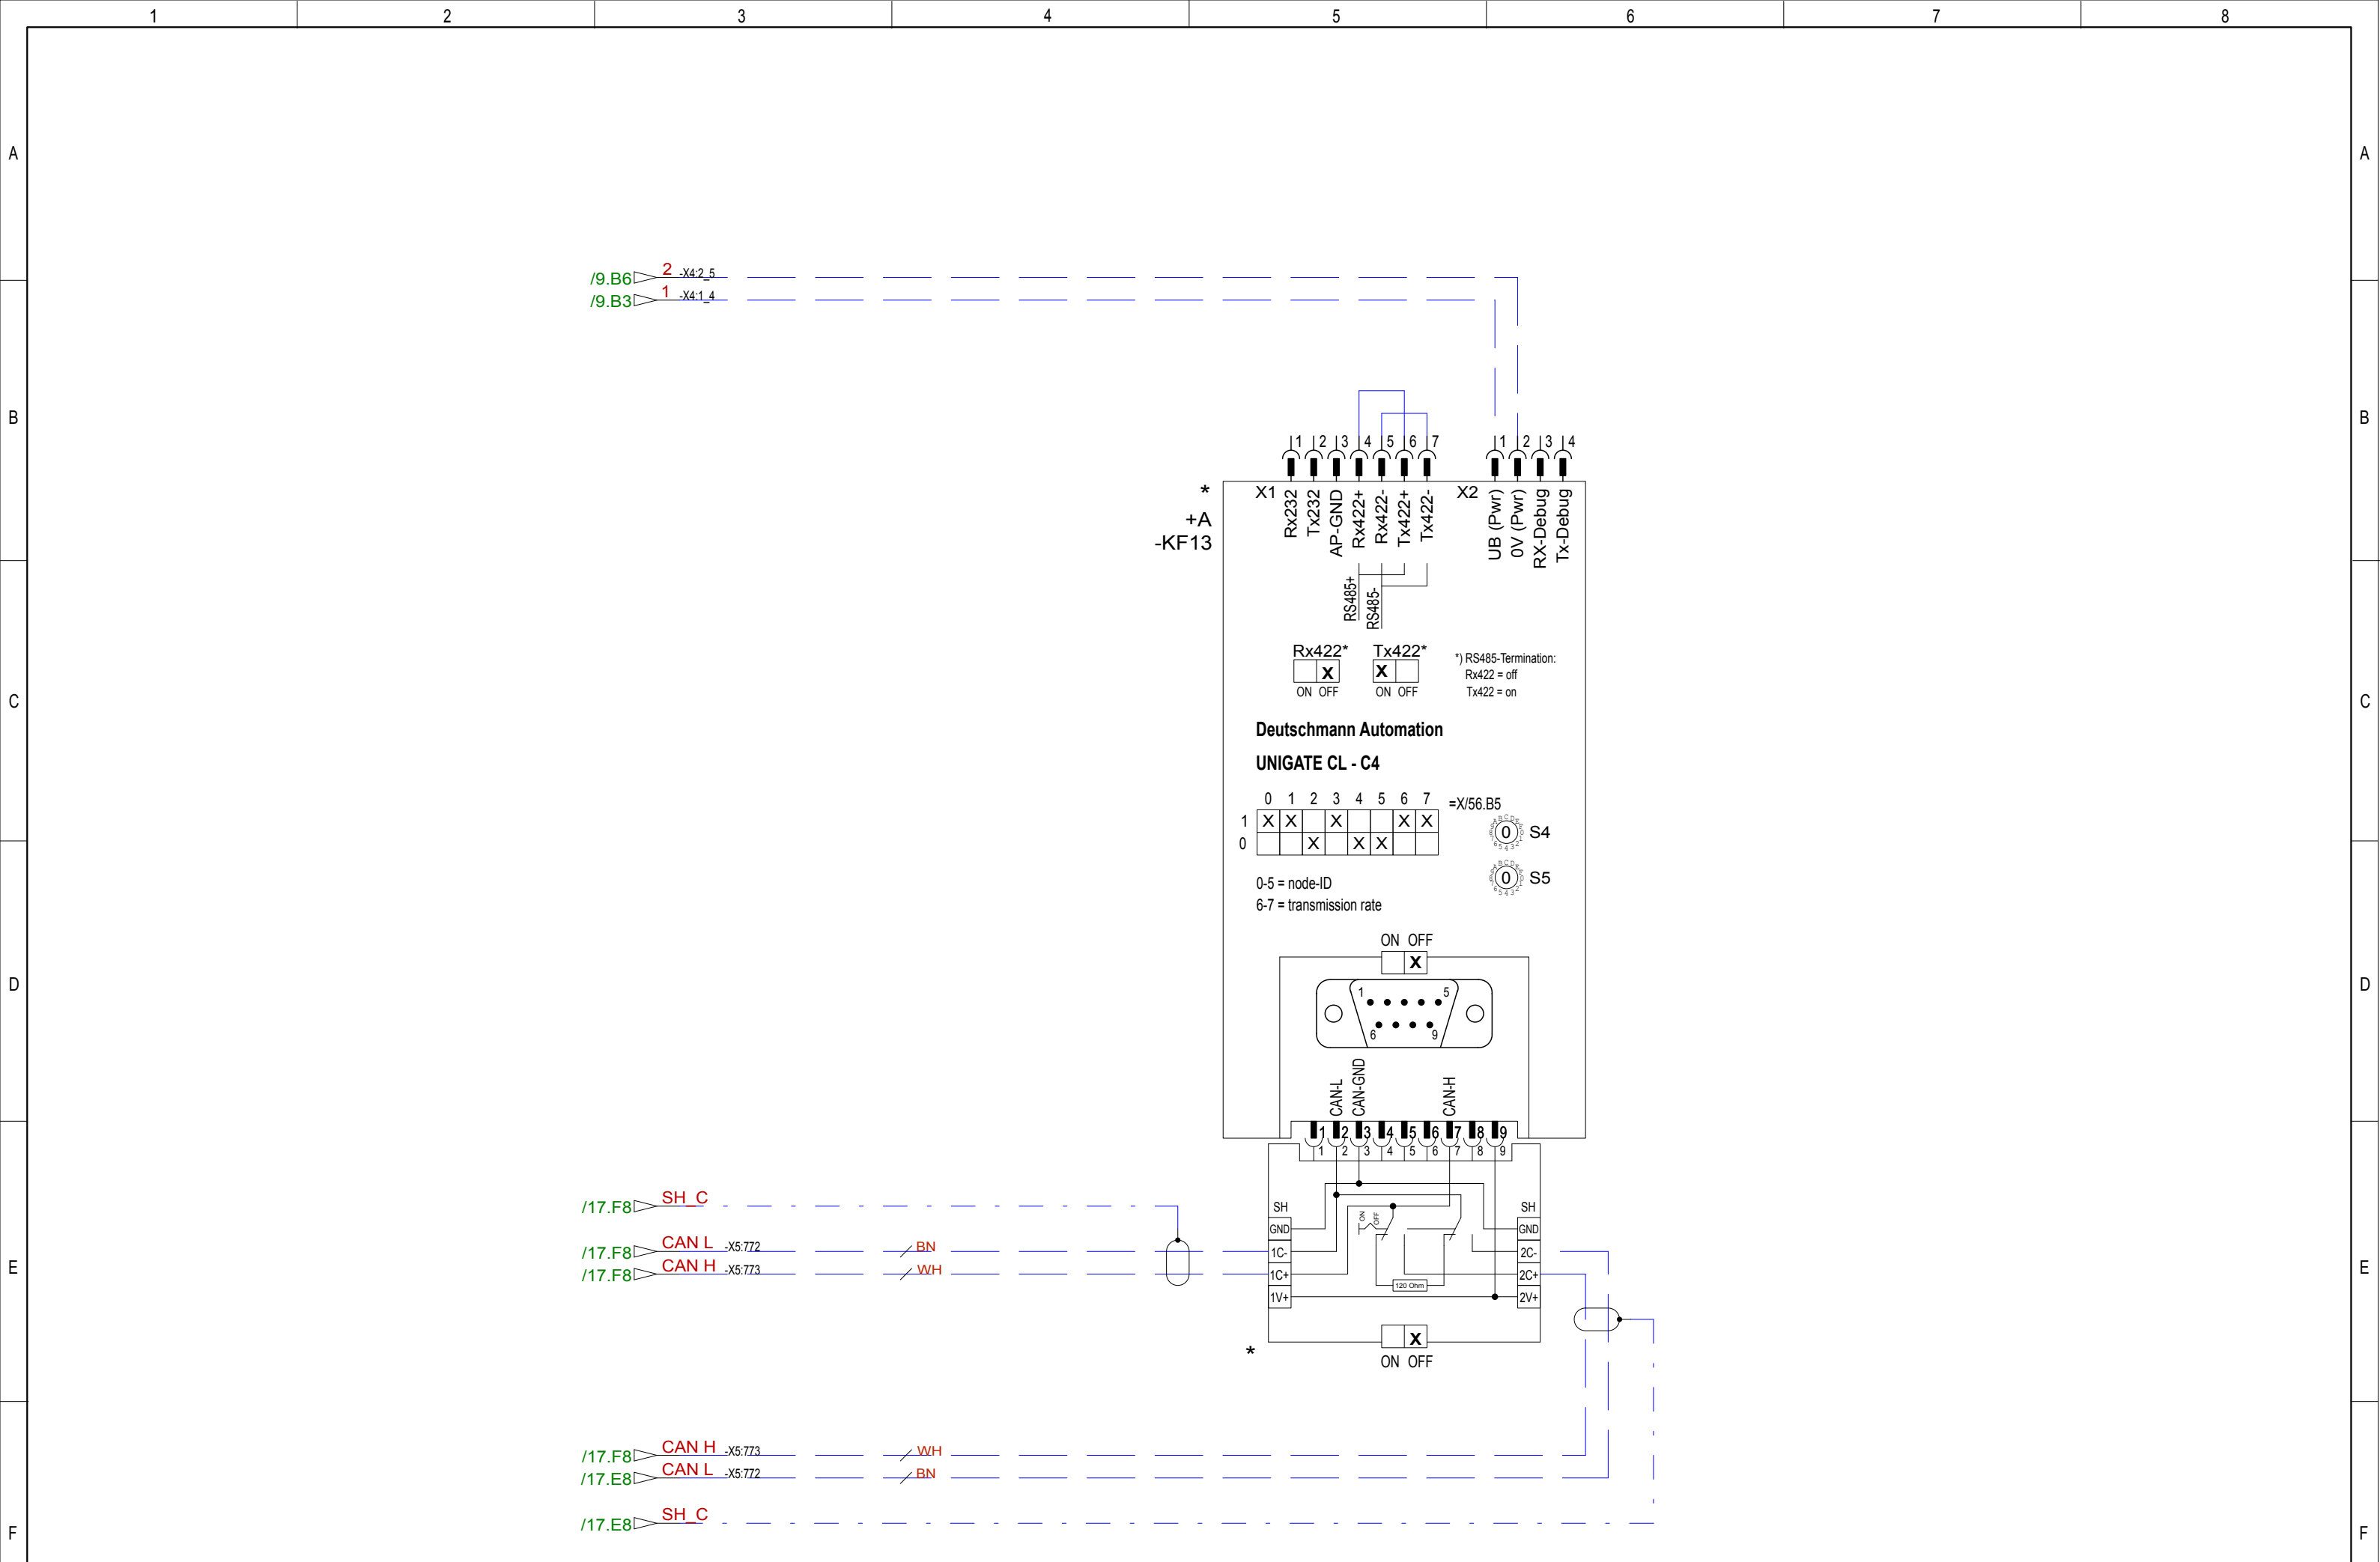 1 2 3 4 5 6 7 8
A A
/9.B6 2 -X4:2_5
/9.B3 1 -X4:1_4
B B
1 2 3 4 5 6 7 1 2 3 4
* X1 Rx232 Tx232 AP-GND Rx422+ Rx422- Tx422+ Tx422- X2 UB (Pwr) 0V (Pwr) RX-Debug Tx-Debug
+A
-KF13
RS485+ RS485-
Rx422* Tx422* *) RS485-Termination:
X X Rx422 = off
ON OFF ON OFF Tx422 = on
C C
Deutschmann Automation
UNIGATE CL - C4
0 1 2 3 4 5 6 7 =X/56.B5
1 X X X X X 0 S4
0 X X X
0 S5
0-5 = node-ID
6-7 = transmission rate
ON OFF
X
D D
1 5
6 9
CAN-L CAN-GND CAN-H
1 2 3 4 5 6 7 8 9
1 2 3 4 5 6 7 8 9
/17.F8 SH_C SH SH
ON OFF
GND GND
/17.F8 CAN L -X5:772 BN 1C- 2C-
E E
/17.F8 CAN H -X5:773 WH 1C+ 2C+
120 Ohm
1V+ 2V+
X
* ON OFF
/17.F8 CAN H -X5:773 WH
/17.E8 CAN L -X5:772 BN
/17.E8 SH_C
F F